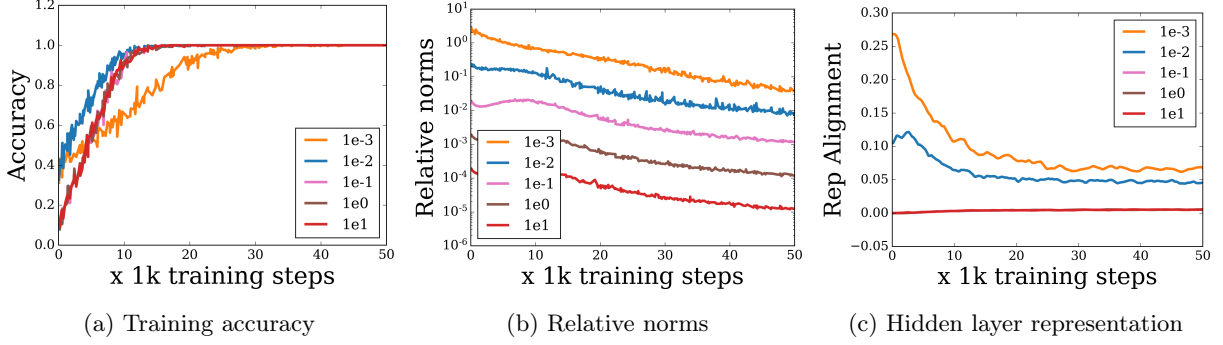 Accuracy
1.2
1.0
0.8
0.6
0.4
0.2
0.0
1e-3
1e-2
1e-1
1e0
1e1
0 10 20 30 40 50
x 1k training steps
(a) Training accuracy
Relative norms
10^1
10^0
10^-1
10^-2
10^-3
10^-4
10^-5
10^-6
1e-3
1e-2
1e-1
1e0
1e1
0 10 20 30 40 50
x 1k training steps
(b) Relative norms
Rep Alignment
0.30
0.25
0.20
0.15
0.10
0.05
0.00
−0.05
1e-3
1e-2
1e-1
1e0
1e1
0 10 20 30 40 50
x 1k training steps
(c) Hidden layer representation